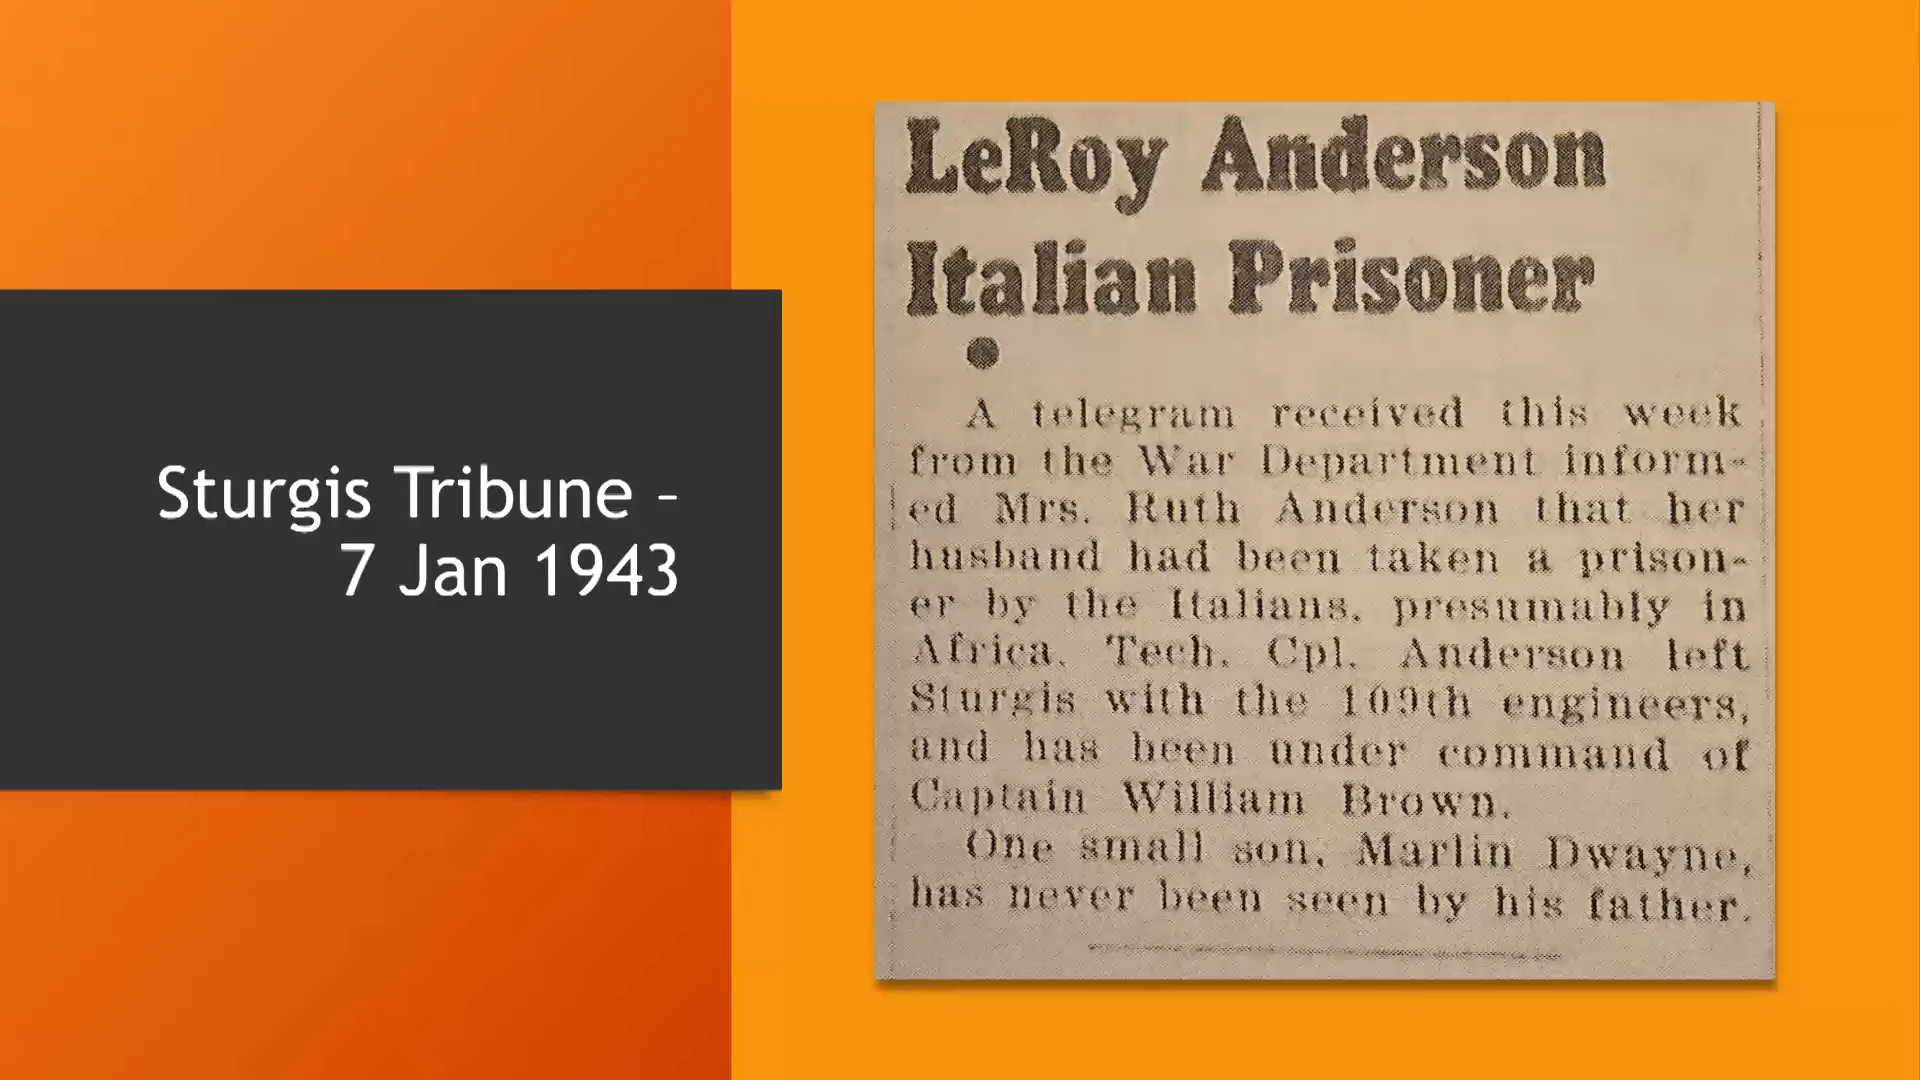 Sturgis Tribune –
7 Jan 1943
LeRoy Anderson
Italian Prisoner
A telegram received this week
from the War Department inform-
ed Mrs. Ruth Anderson that her
husband had been taken a prison-
er by the Italians, presumably in
Africa. Tech. Cpl. Anderson left
Sturgis with the 109th engineers,
and has been under command of
Captain William Brown.
One small son, Marlin Dwayne,
has never been seen by his father.